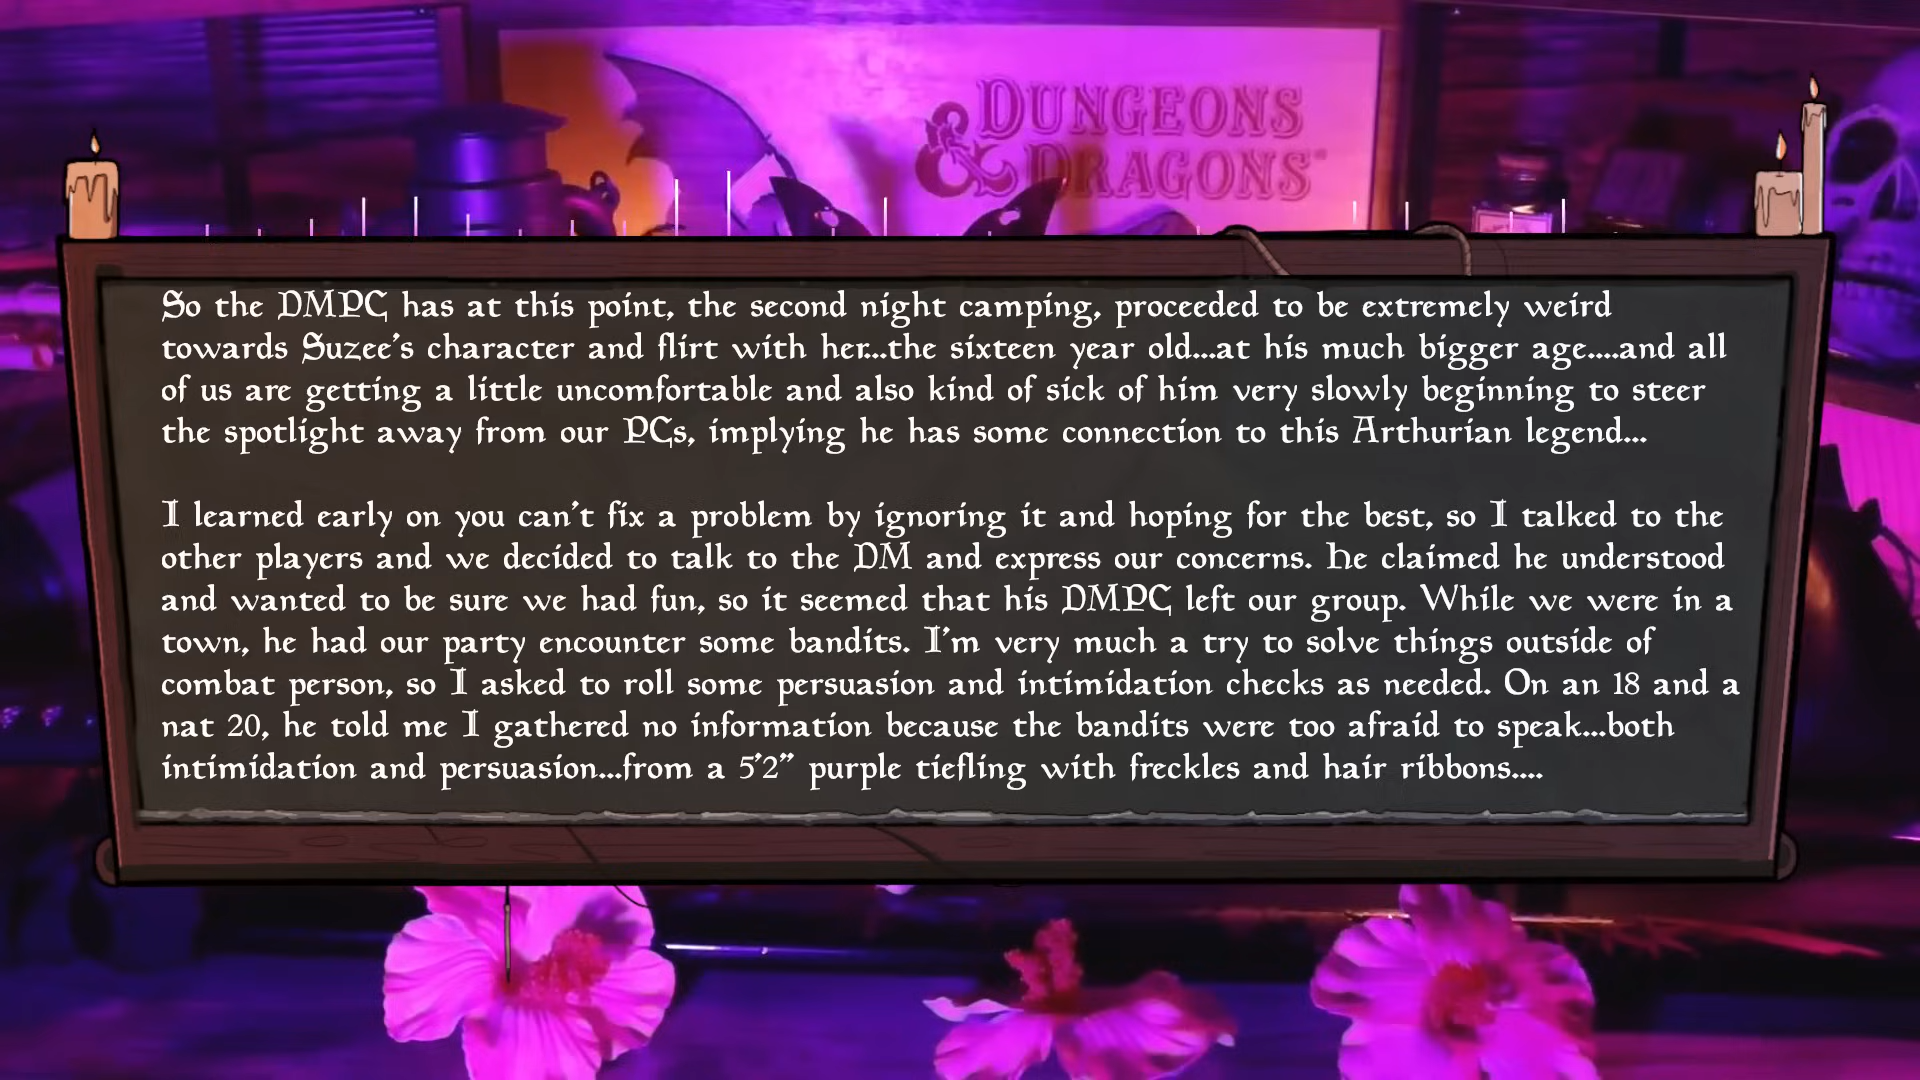 DUNGEONS
& DRAGONS
So the DMPC has at this point, the second night camping, proceeded to be extremely weird
towards Suzee's character and flirt with her...the sixteen year old...at his much bigger age....and all
of us are getting a little uncomfortable and also kind of sick of him very slowly beginning to steer
the spotlight away from our PCs, implying he has some connection to this Arthurian legend...
I learned early on you can't fix a problem by ignoring it and hoping for the best, so I talked to the
other players and we decided to talk to the DM and express our concerns. He claimed he understood
and wanted to be sure we had fun, so it seemed that his DMPC left our group. While we were in a
town, he had our party encounter some bandits. I'm very much a try to solve things outside of
combat person, so I asked to roll some persuasion and intimidation checks as needed. On an 18 and a
nat 20, he told me I gathered no information because the bandits were too afraid to speak...both
intimidation and persuasion...from a 5'2" purple tiefling with freckles and hair ribbons....